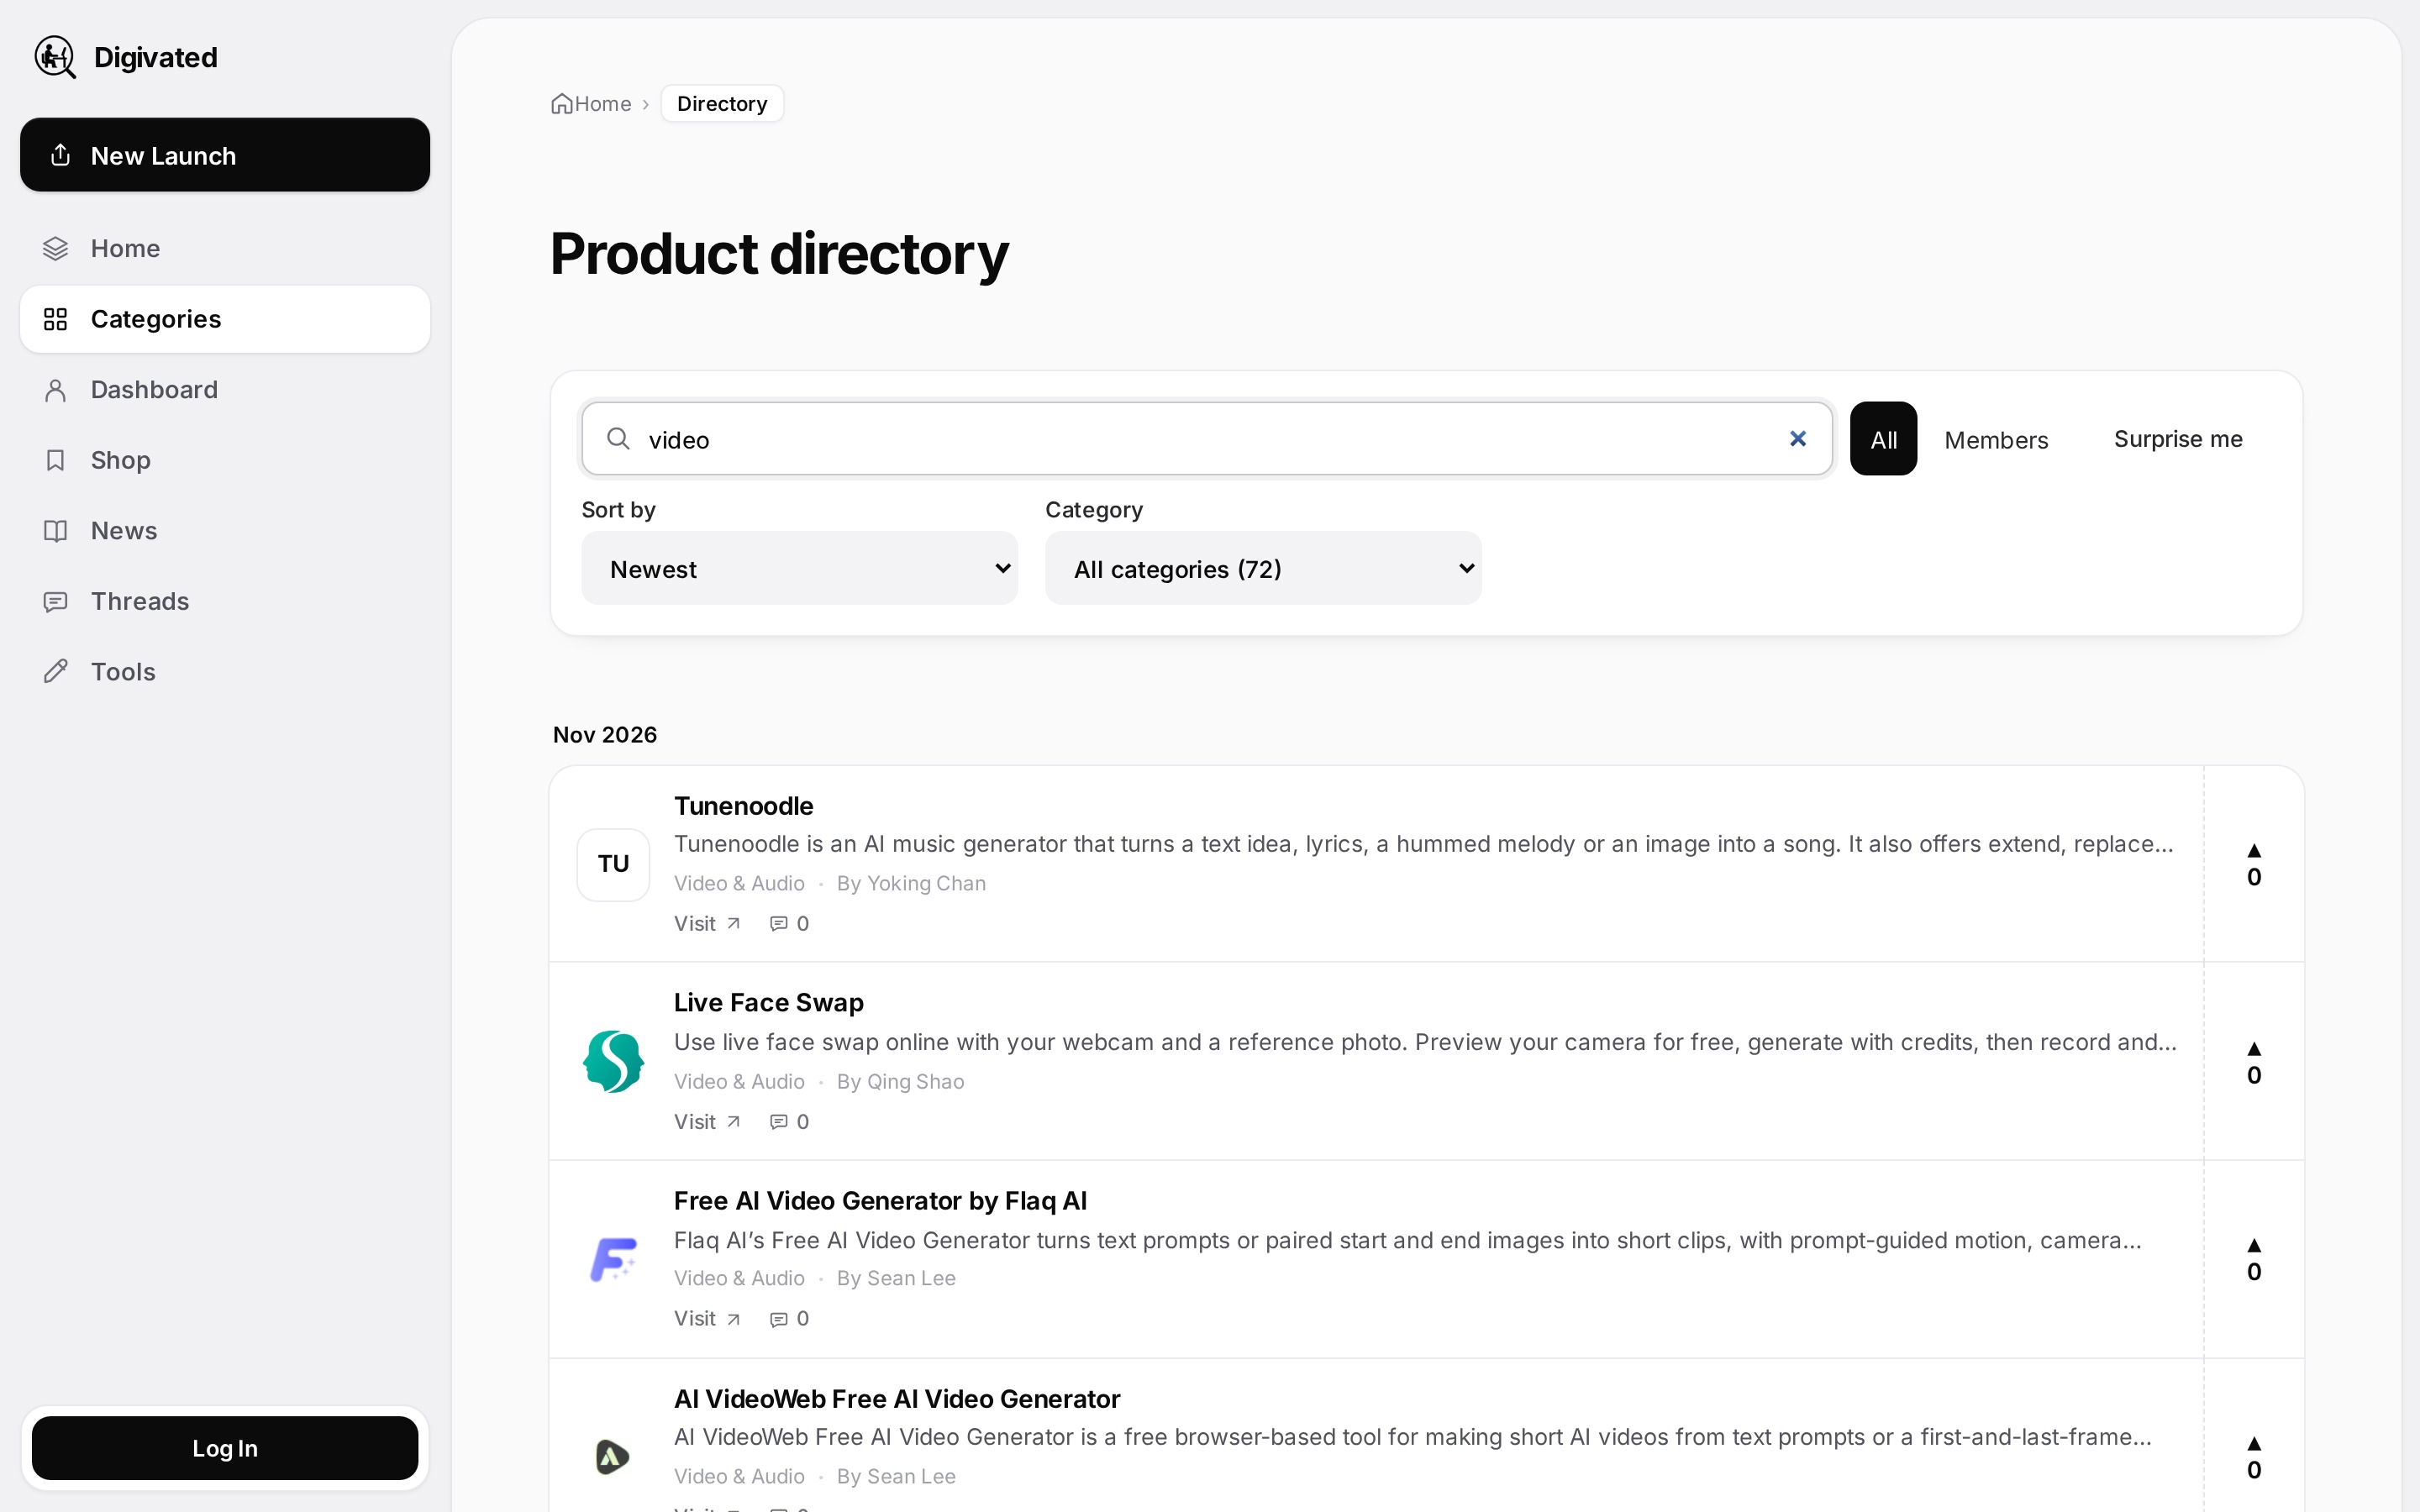 Digivated
New Launch
Home
Categories
Dashboard
Shop
News
Threads
Tools
Log In
Home › Directory
Product directory
video
All
Members
Surprise me
Sort by
Category
Newest
All categories (72)
Nov 2026
TU
Tunenoodle
Tunenoodle is an AI music generator that turns a text idea, lyrics, a hummed melody or an image into a song. It also offers extend, replace...
Video & Audio · By Yoking Chan
Visit 0
▲
0
Live Face Swap
Use live face swap online with your webcam and a reference photo. Preview your camera for free, generate with credits, then record and...
Video & Audio · By Qing Shao
Visit 0
▲
0
Free AI Video Generator by Flaq AI
Flaq AI’s Free AI Video Generator turns text prompts or paired start and end images into short clips, with prompt-guided motion, camera...
Video & Audio · By Sean Lee
Visit 0
▲
0
AI VideoWeb Free AI Video Generator
AI VideoWeb Free AI Video Generator is a free browser-based tool for making short AI videos from text prompts or a first-and-last-frame...
Video & Audio · By Sean Lee
▲
0